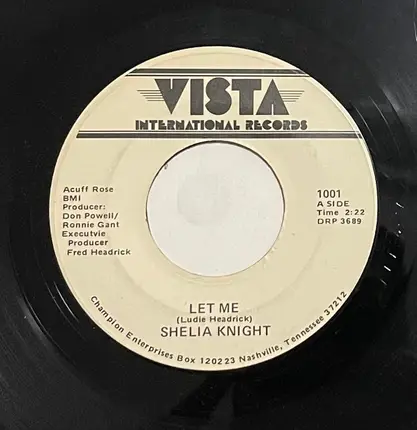 VISTA
INTERNATIONAL RECORDS
Acuff Rose
BMI
Producer:
Don Powell/
Ronnie Gant
Executvie
Producer
Fred Headrick
1001
A SIDE
Time 2:22
DRP 3689
LET ME
(Ludie Headrick)
SHELIA KNIGHT
Champion Enterprises Box 120223 Nashville, Tennessee 37212